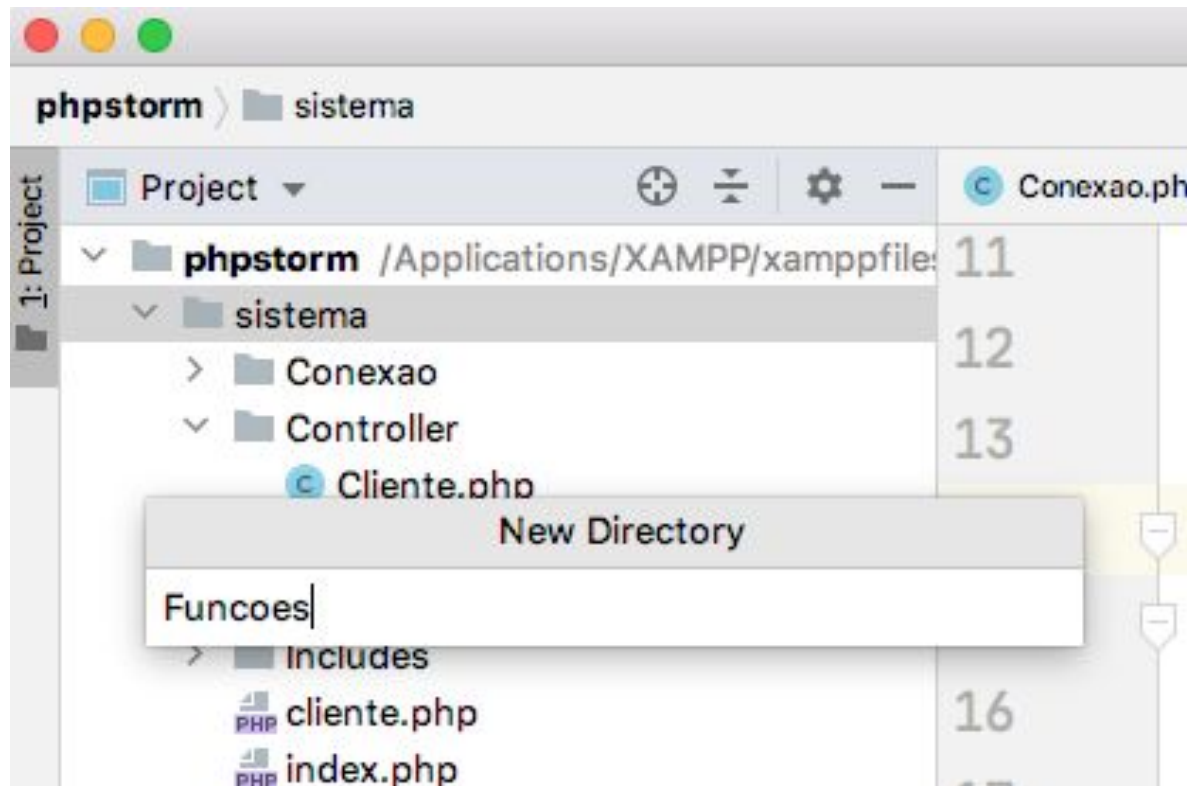 phpstorm sistema
1: Project
Project
Conexao.ph
phpstorm /Applications/XAMPP/xamppfiles
11
sistema
12
Conexao
Controller
13
Cliente.php
New Directory
Funcoes
Includes
cliente.php
16
index.php